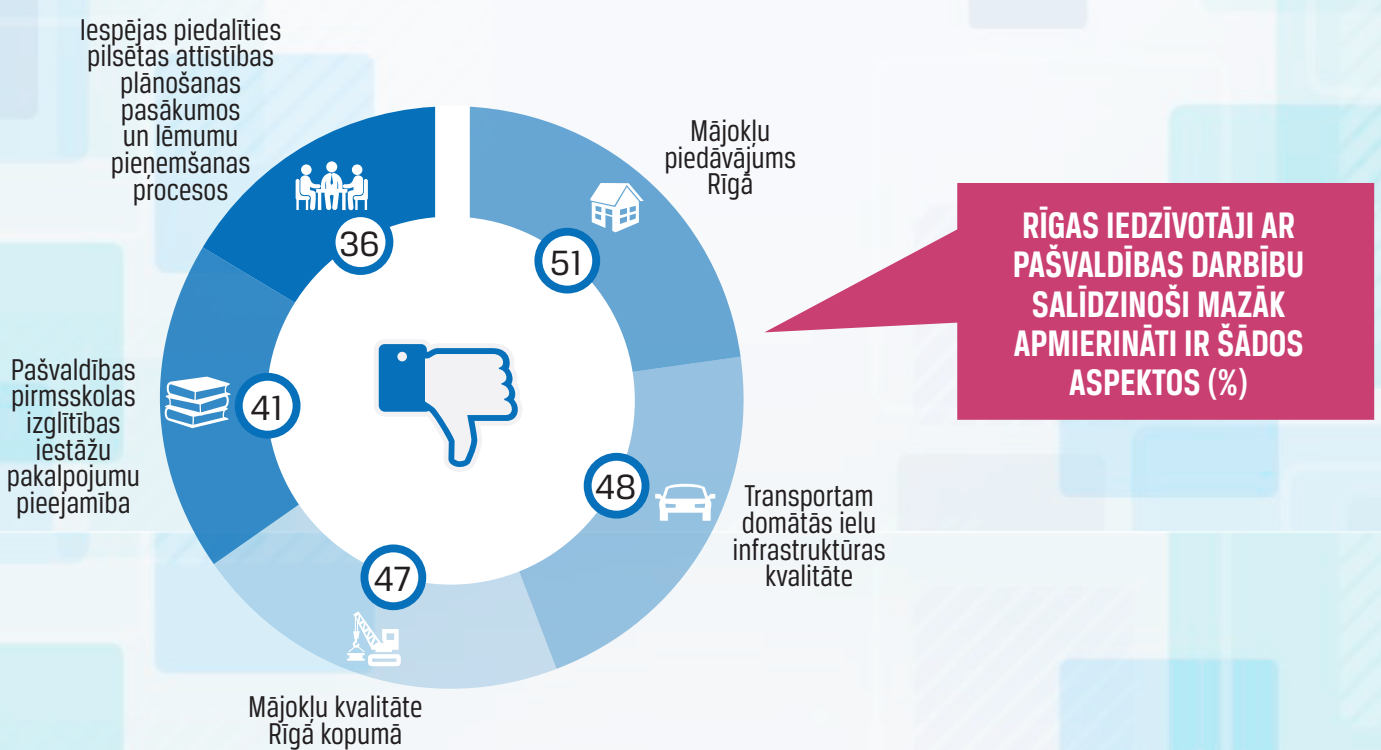 Iespējas piedalīties
pilsētas attīstības
plānošanas
pasākumos
un lēmumu
pieņemšanas
procesos
36
Mājokļu
piedāvājums
Rīgā
51
RĪGAS IEDZĪVOTĀJI AR
PAŠVALDĪBAS DARBĪBU
SALĪDZINOŠI MAZĀK
APMIERINĀTI IR ŠĀDOS
ASPEKTOS (%)
Pašvaldības
pirmsskolas
izglītības
iestāžu
pakalpojumu
pieejamība
41
48
Transportam
domātās ielu
infrastruktūras
kvalitāte
47
Mājokļu kvalitāte
Rīgā kopumā